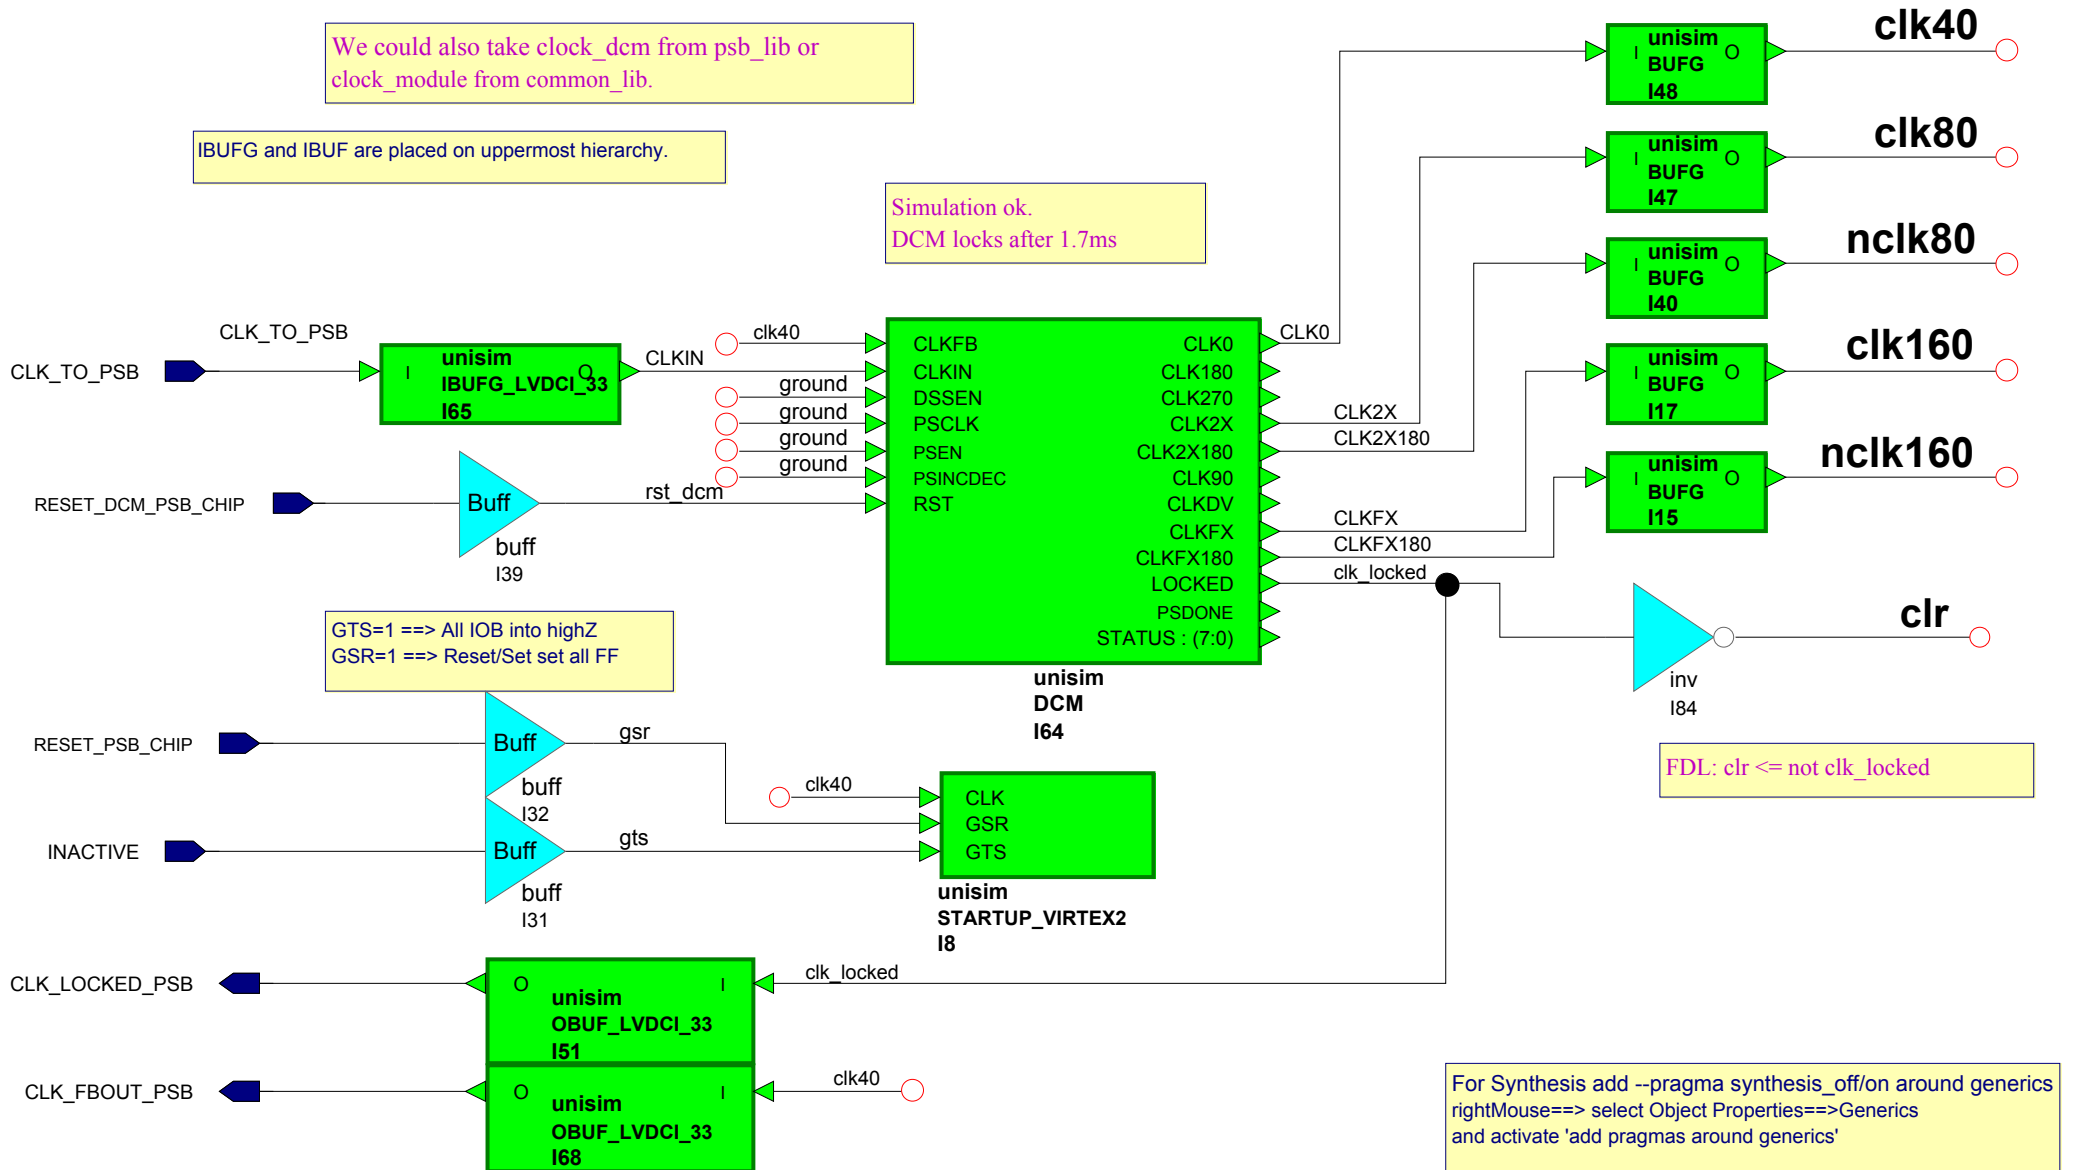 We could also take clock_dcm from psb_lib or
clock_module from common_lib.
IBUFG and IBUF are placed on uppermost hierarchy.
Simulation ok.
DCM locks after 1.7ms
unisim
I O
BUFG
I48
clk40
unisim
I O
BUFG
I47
clk80
unisim
I O
BUFG
I40
nclk80
unisim
I O
BUFG
I17
clk160
unisim
I O
BUFG
I15
nclk160
CLK_TO_PSB
CLK_TO_PSB
unisim
I O
IBUFG_LVDCI_33
I65
CLKIN
clk40
ground
ground
ground
ground
RESET_DCM_PSB_CHIP
Buff
buff
I39
rst_dcm
CLKFB CLK0
CLKIN CLK180
DSSEN CLK270
PSCLK CLK2X
PSEN CLK2X180
PSINCDEC CLK90
RST CLKDV
CLKFX
CLKFX180
LOCKED
PSDONE
STATUS : (7:0)
unisim
DCM
I64
CLK0
CLK2X
CLK2X180
CLKFX
CLKFX180
clk_locked
inv
I84
clr
FDL: clr <= not clk_locked
GTS=1 ==> All IOB into highZ
GSR=1 ==> Reset/Set set all FF
RESET_PSB_CHIP
Buff
buff
I32
gsr
INACTIVE
Buff
buff
I31
gts
clk40
CLK
GSR
GTS
unisim
STARTUP_VIRTEX2
I8
CLK_LOCKED_PSB
O I
unisim
OBUF_LVDCI_33
I51
clk_locked
CLK_FBOUT_PSB
O I
unisim
OBUF_LVDCI_33
I68
clk40
For Synthesis add --pragma synthesis_off/on around generics
rightMouse==> select Object Properties==>Generics
and activate 'add pragmas around generics'